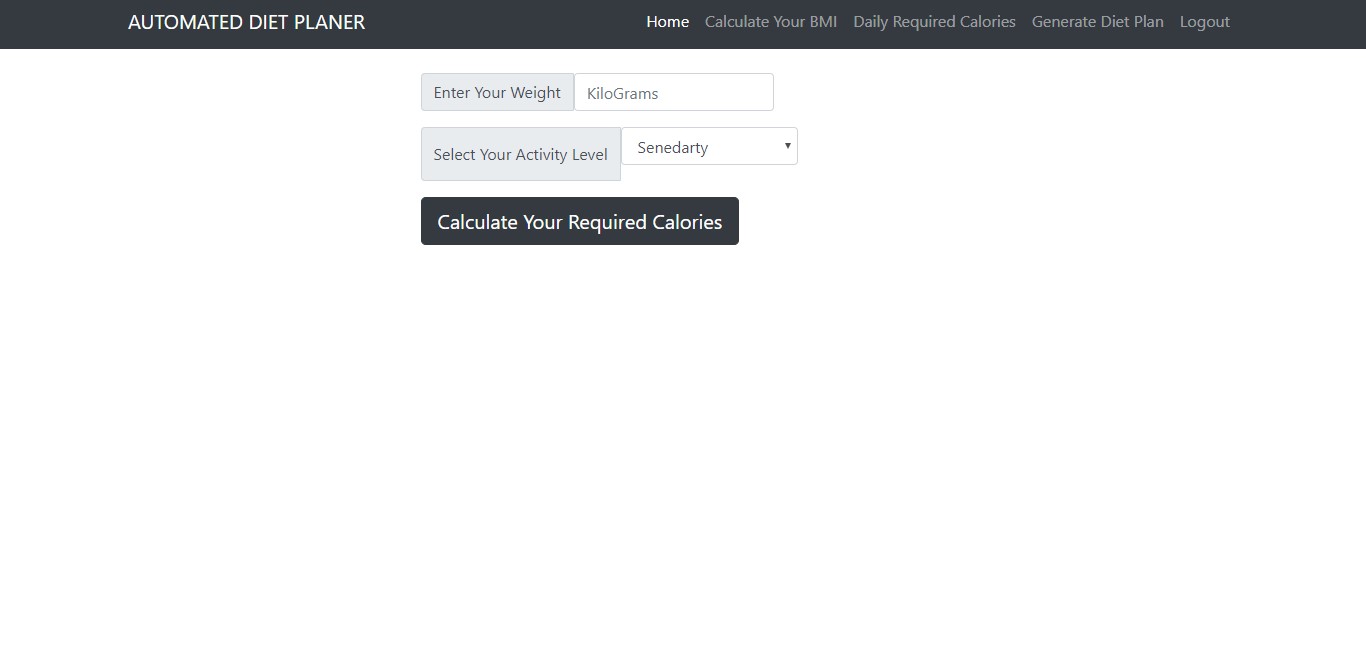 AUTOMATED DIET PLANER
Home Calculate Your BMI Daily Required Calories Generate Diet Plan Logout
Enter Your Weight KiloGrams
Select Your Activity Level Senedarty
Calculate Your Required Calories